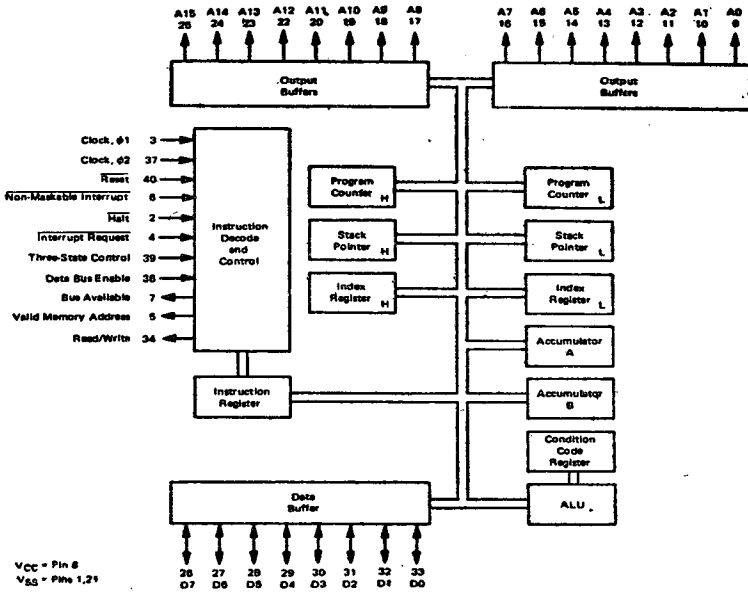 A15 A14 A13 A12 A11 A10 A9 A8
25 24 23 22 20 19 18 17
A7 A6 A5 A4 A3 A2 A1 A0
16 15 14 13 12 11 10 9
Output
Buffers
Output
Buffers
Clock, ϕ1 3
Clock, ϕ2 37
Reset 40
Non-Maskable Interrupt 6
Halt 2
Interrupt Request 4
Three-State Control 39
Data Bus Enable 36
Bus Available 7
Valid Memory Address 5
Read/Write 34
Instruction
Decode
and
Control
Program
Counter H
Program
Counter L
Stack
Pointer H
Stack
Pointer L
Index
Register H
Index
Register L
Accumulator
A
Instruction
Register
Accumulator
B
Condition
Code
Register
ALU
Data
Buffer
26 27 28 29 30 31 32 33
D7 D6 D5 D4 D3 D2 D1 D0
VCC = Pin 8
VSS = Pins 1,21